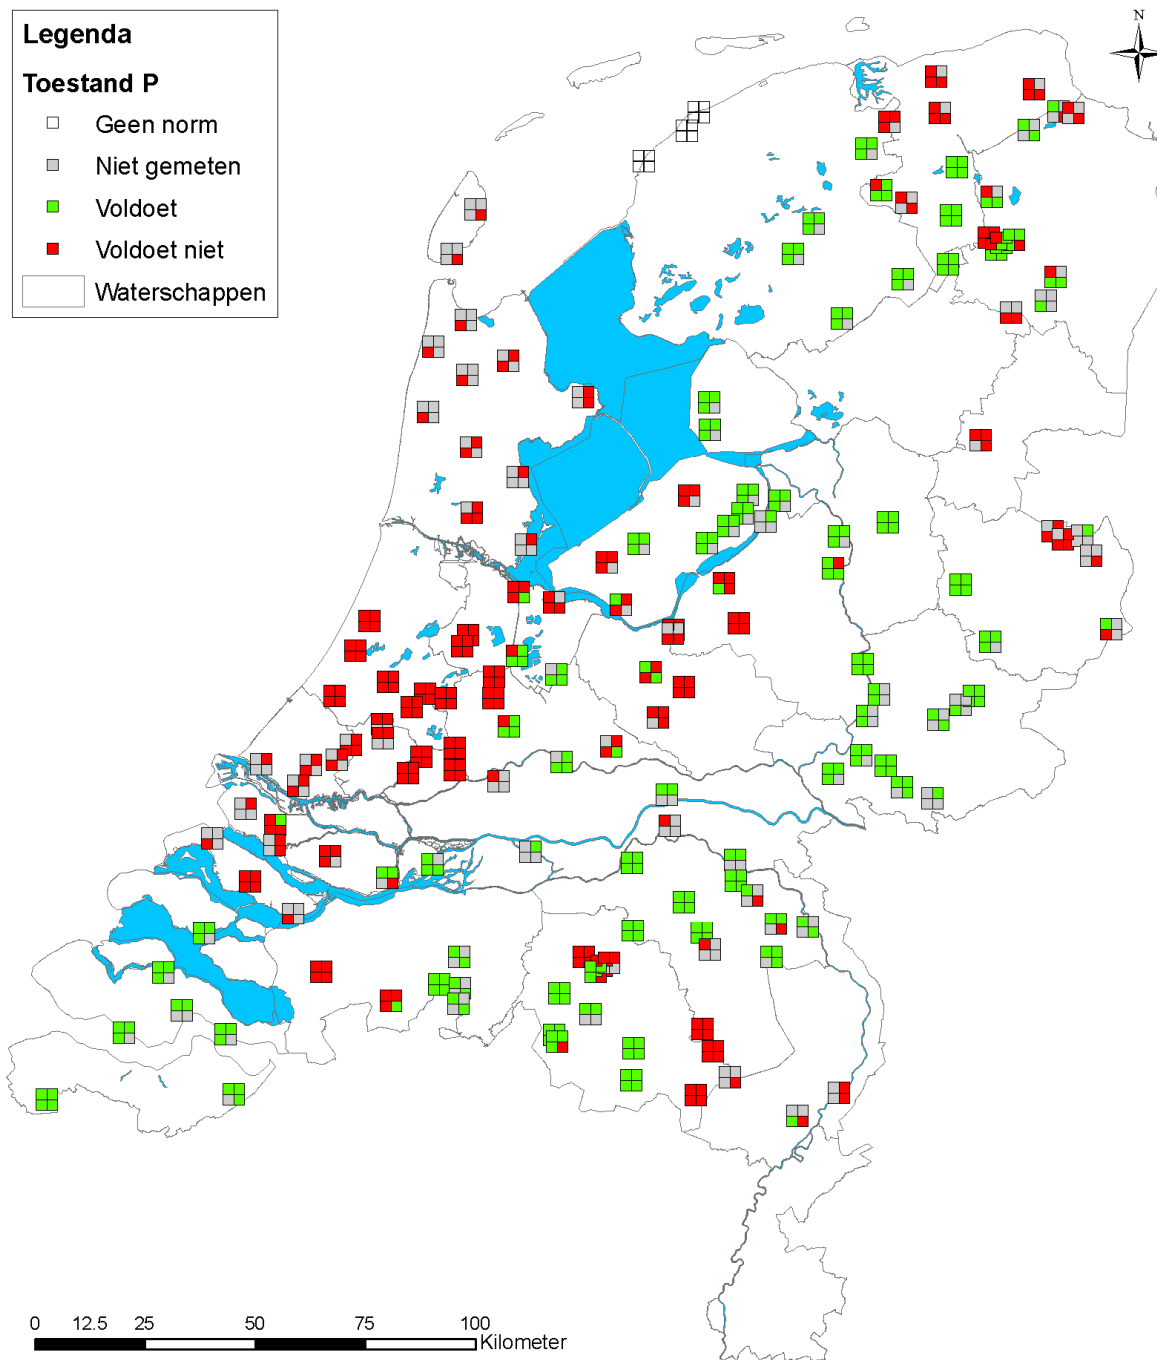 Legenda
Toestand P
Geen norm
Niet gemeten
Voldoet
Voldoet niet
Waterschappen
N
0 12.5 25 50 75 100
Kilometer